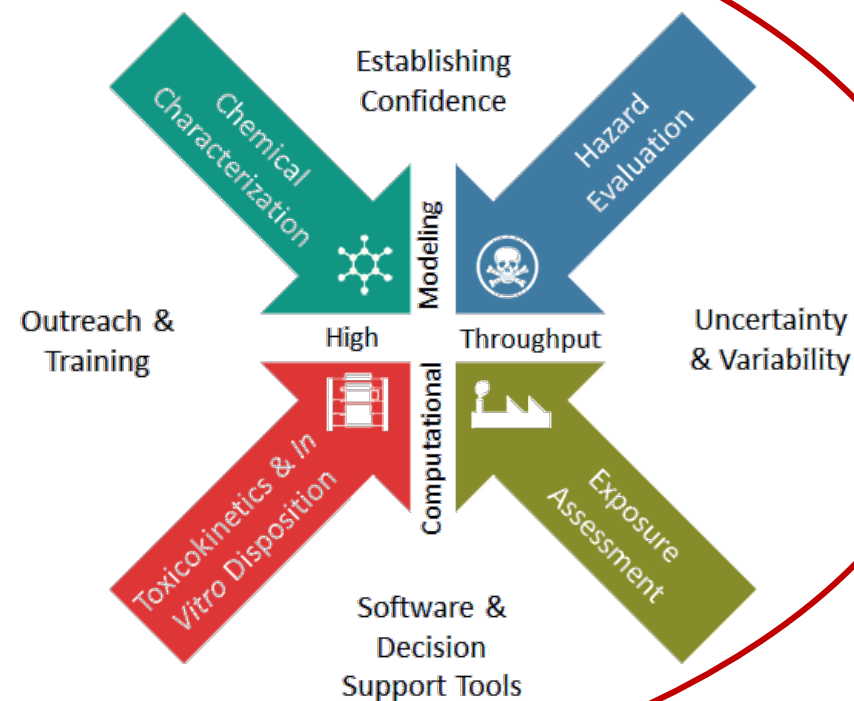 Establishing
Confidence
Chemical
Characterization
Hazard
Evaluation
Modeling
Outreach &
Training
High
Throughput
Uncertainty
& Variability
Computational
Toxicokinetics & In
Vitro Disposition
Exposure
Assessment
Software &
Decision
Support Tools